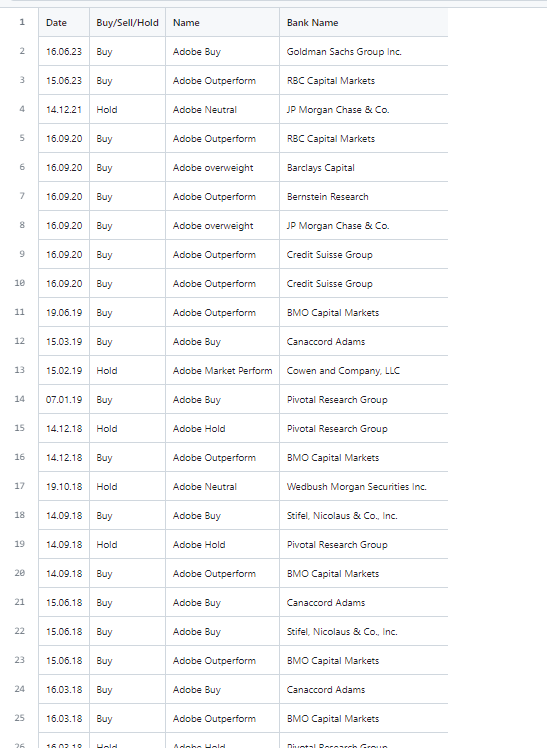 1 Date Buy/Sell/Hold Name Bank Name
2 16.06.23 Buy Adobe Buy Goldman Sachs Group Inc.
3 15.06.23 Buy Adobe Outperform RBC Capital Markets
4 14.12.21 Hold Adobe Neutral JP Morgan Chase & Co.
5 16.09.20 Buy Adobe Outperform RBC Capital Markets
6 16.09.20 Buy Adobe overweight Barclays Capital
7 16.09.20 Buy Adobe Outperform Bernstein Research
8 16.09.20 Buy Adobe overweight JP Morgan Chase & Co.
9 16.09.20 Buy Adobe Outperform Credit Suisse Group
10 16.09.20 Buy Adobe Outperform Credit Suisse Group
11 19.06.19 Buy Adobe Outperform BMO Capital Markets
12 15.03.19 Buy Adobe Buy Canaccord Adams
13 15.02.19 Hold Adobe Market Perform Cowen and Company, LLC
14 07.01.19 Buy Adobe Buy Pivotal Research Group
15 14.12.18 Hold Adobe Hold Pivotal Research Group
16 14.12.18 Buy Adobe Outperform BMO Capital Markets
17 19.10.18 Hold Adobe Neutral Wedbush Morgan Securities Inc.
18 14.09.18 Buy Adobe Buy Stifel, Nicolaus & Co., Inc.
19 14.09.18 Hold Adobe Hold Pivotal Research Group
20 14.09.18 Buy Adobe Outperform BMO Capital Markets
21 15.06.18 Buy Adobe Buy Canaccord Adams
22 15.06.18 Buy Adobe Buy Stifel, Nicolaus & Co., Inc.
23 15.06.18 Buy Adobe Outperform BMO Capital Markets
24 16.03.18 Buy Adobe Buy Canaccord Adams
25 16.03.18 Buy Adobe Outperform BMO Capital Markets
26 16.03.18 Hold Adobe Hold Pivotal Research Group